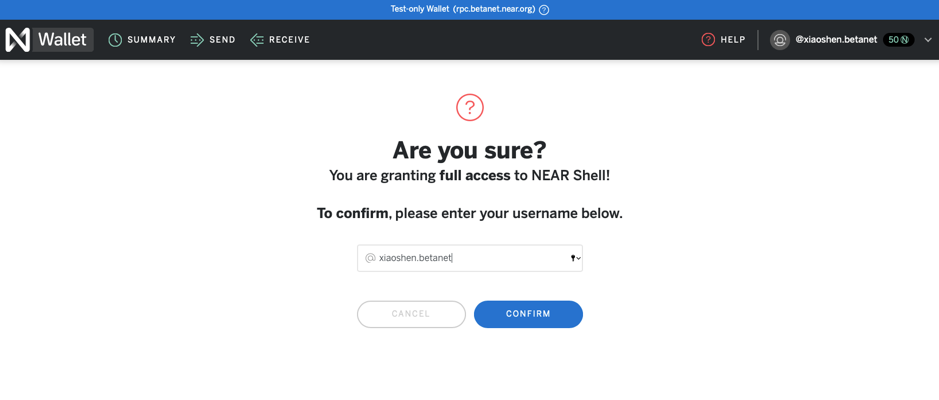 Test-only Wallet (rpc.betanet.near.org) ?
N Wallet SUMMARY SEND RECEIVE ? HELP @xiaoshen.betanet 50 Ⓝ
?
Are you sure?
You are granting full access to NEAR Shell!
To confirm, please enter your username below.
@ xiaoshen.betanet
CANCEL CONFIRM